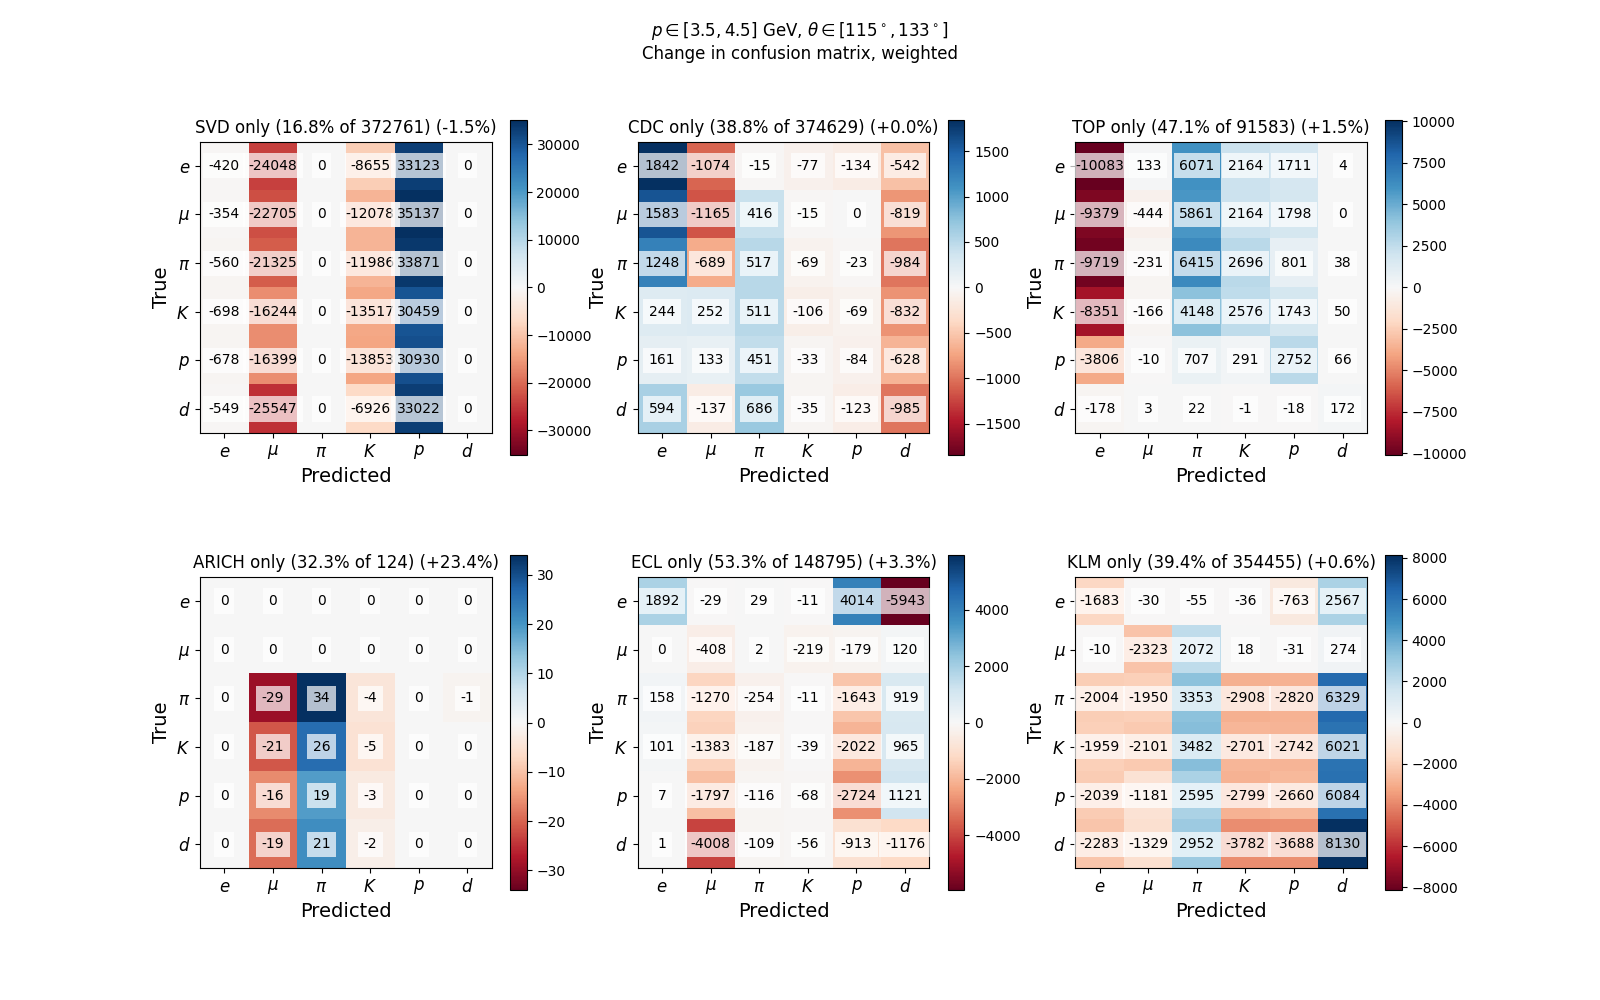 p ∈ [3.5, 4.5] GeV, θ ∈ [115°, 133°]
Change in confusion matrix, weighted
SVD only (16.8% of 372761) (-1.5%)
e -420 -24048 0 -8655 33123 0
μ -354 -22705 0 -12078 35137 0
π -560 -21325 0 -11986 33871 0
K -698 -16244 0 -13517 30459 0
p -678 -16399 0 -13853 30930 0
d -549 -25547 0 -6926 33022 0
e μ π K p d
Predicted
True
30000
20000
10000
0
−10000
−20000
−30000
CDC only (38.8% of 374629) (+0.0%)
e 1842 -1074 -15 -77 -134 -542
μ 1583 -1165 416 -15 0 -819
π 1248 -689 517 -69 -23 -984
K 244 252 511 -106 -69 -832
p 161 133 451 -33 -84 -628
d 594 -137 686 -35 -123 -985
e μ π K p d
Predicted
True
1500
1000
500
0
−500
−1000
−1500
TOP only (47.1% of 91583) (+1.5%)
e -10083 133 6071 2164 1711 4
μ -9379 -444 5861 2164 1798 0
π -9719 -231 6415 2696 801 38
K -8351 -166 4148 2576 1743 50
p -3806 -10 707 291 2752 66
d -178 3 22 -1 -18 172
e μ π K p d
Predicted
True
10000
7500
5000
2500
0
−2500
−5000
−7500
−10000
ARICH only (32.3% of 124) (+23.4%)
e 0 0 0 0 0 0
μ 0 0 0 0 0 0
π 0 -29 34 -4 0 -1
K 0 -21 26 -5 0 0
p 0 -16 19 -3 0 0
d 0 -19 21 -2 0 0
e μ π K p d
Predicted
True
30
20
10
0
−10
−20
−30
ECL only (53.3% of 148795) (+3.3%)
e 1892 -29 29 -11 4014 -5943
μ 0 -408 2 -219 -179 120
π 158 -1270 -254 -11 -1643 919
K 101 -1383 -187 -39 -2022 965
p 7 -1797 -116 -68 -2724 1121
d 1 -4008 -109 -56 -913 -1176
e μ π K p d
Predicted
True
4000
2000
0
−2000
−4000
KLM only (39.4% of 354455) (+0.6%)
e -1683 -30 -55 -36 -763 2567
μ -10 -2323 2072 18 -31 274
π -2004 -1950 3353 -2908 -2820 6329
K -1959 -2101 3482 -2701 -2742 6021
p -2039 -1181 2595 -2799 -2660 6084
d -2283 -1329 2952 -3782 -3688 8130
e μ π K p d
Predicted
True
8000
6000
4000
2000
0
−2000
−4000
−6000
−8000